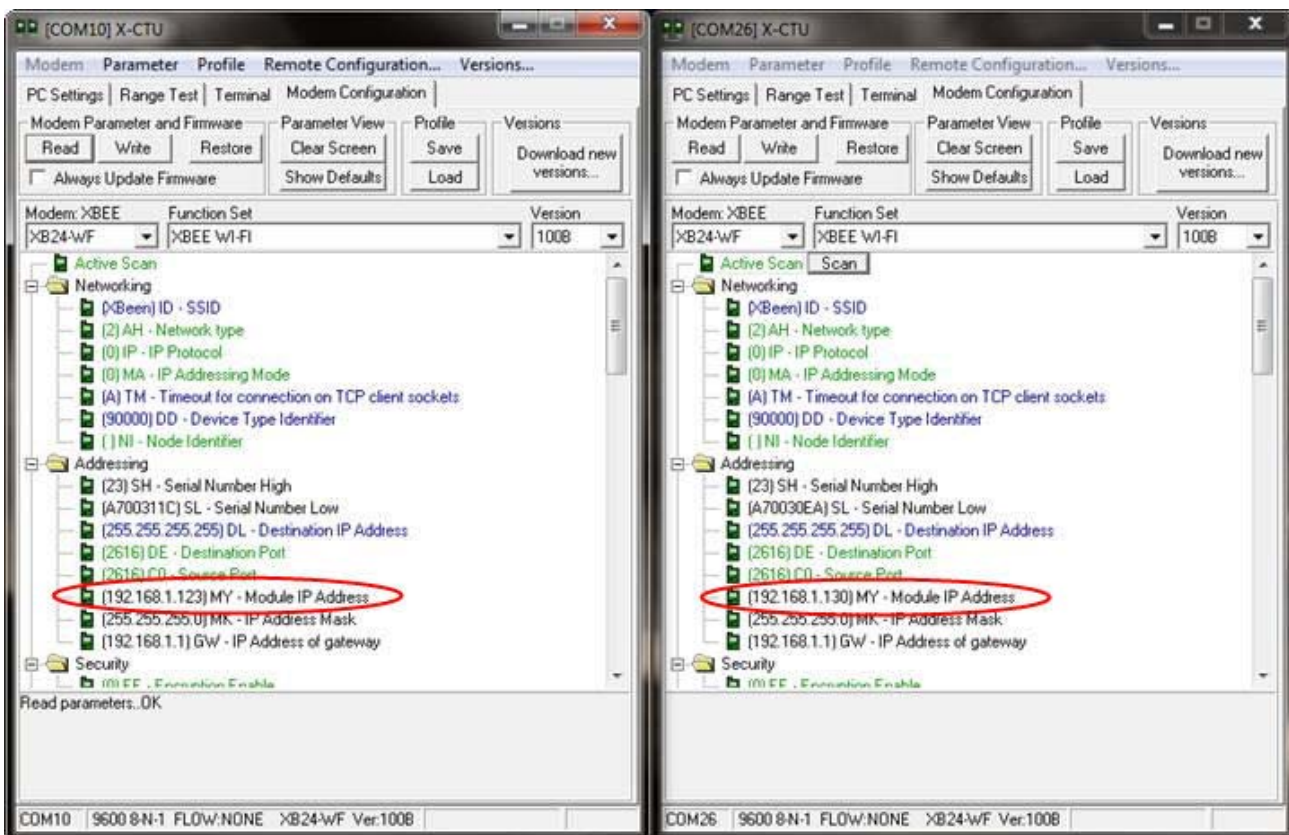 [COM10] X-CTU
Modem Parameter Profile Remote Configuration... Versions...
PC Settings Range Test Terminal Modem Configuration
Modem Parameter and Firmware Parameter View Profile Versions
Read Write Restore Clear Screen Save Download new versions...
Always Update Firmware Show Defaults Load
Modem: XBEE Function Set Version
XB24-WF XBEE WI-FI 100B
Active Scan
Networking
(XBeen) ID - SSID
(2) AH - Network type
(0) IP - IP Protocol
(0) MA - IP Addressing Mode
(A) TM - Timeout for connection on TCP client sockets
(90000) DD - Device Type Identifier
( ) NI - Node Identifier
Addressing
(23) SH - Serial Number High
(A700311C) SL - Serial Number Low
(255.255.255.255) DL - Destination IP Address
(2616) DE - Destination Port
(2616) C0 - Source Port
(192.168.1.123) MY - Module IP Address
(255.255.255.0) MK - IP Address Mask
(192.168.1.1) GW - IP Address of gateway
Security
(0) EE - Encryption Enable
Read parameters..OK
COM10 9600 8-N-1 FLOW:NONE XB24-WF Ver:100B
[COM26] X-CTU
Modem Parameter Profile Remote Configuration... Versions...
PC Settings Range Test Terminal Modem Configuration
Modem Parameter and Firmware Parameter View Profile Versions
Read Write Restore Clear Screen Save Download new versions...
Always Update Firmware Show Defaults Load
Modem: XBEE Function Set Version
XB24-WF XBEE WI-FI 100B
Active Scan Scan
Networking
(XBeen) ID - SSID
(2) AH - Network type
(0) IP - IP Protocol
(0) MA - IP Addressing Mode
(A) TM - Timeout for connection on TCP client sockets
(90000) DD - Device Type Identifier
( ) NI - Node Identifier
Addressing
(23) SH - Serial Number High
(A70030EA) SL - Serial Number Low
(255.255.255.255) DL - Destination IP Address
(2616) DE - Destination Port
(2616) C0 - Source Port
(192.168.1.130) MY - Module IP Address
(255.255.255.0) MK - IP Address Mask
(192.168.1.1) GW - IP Address of gateway
Security
(0) EE - Encryption Enable
COM26 9600 8-N-1 FLOW:NONE XB24-WF Ver:100B